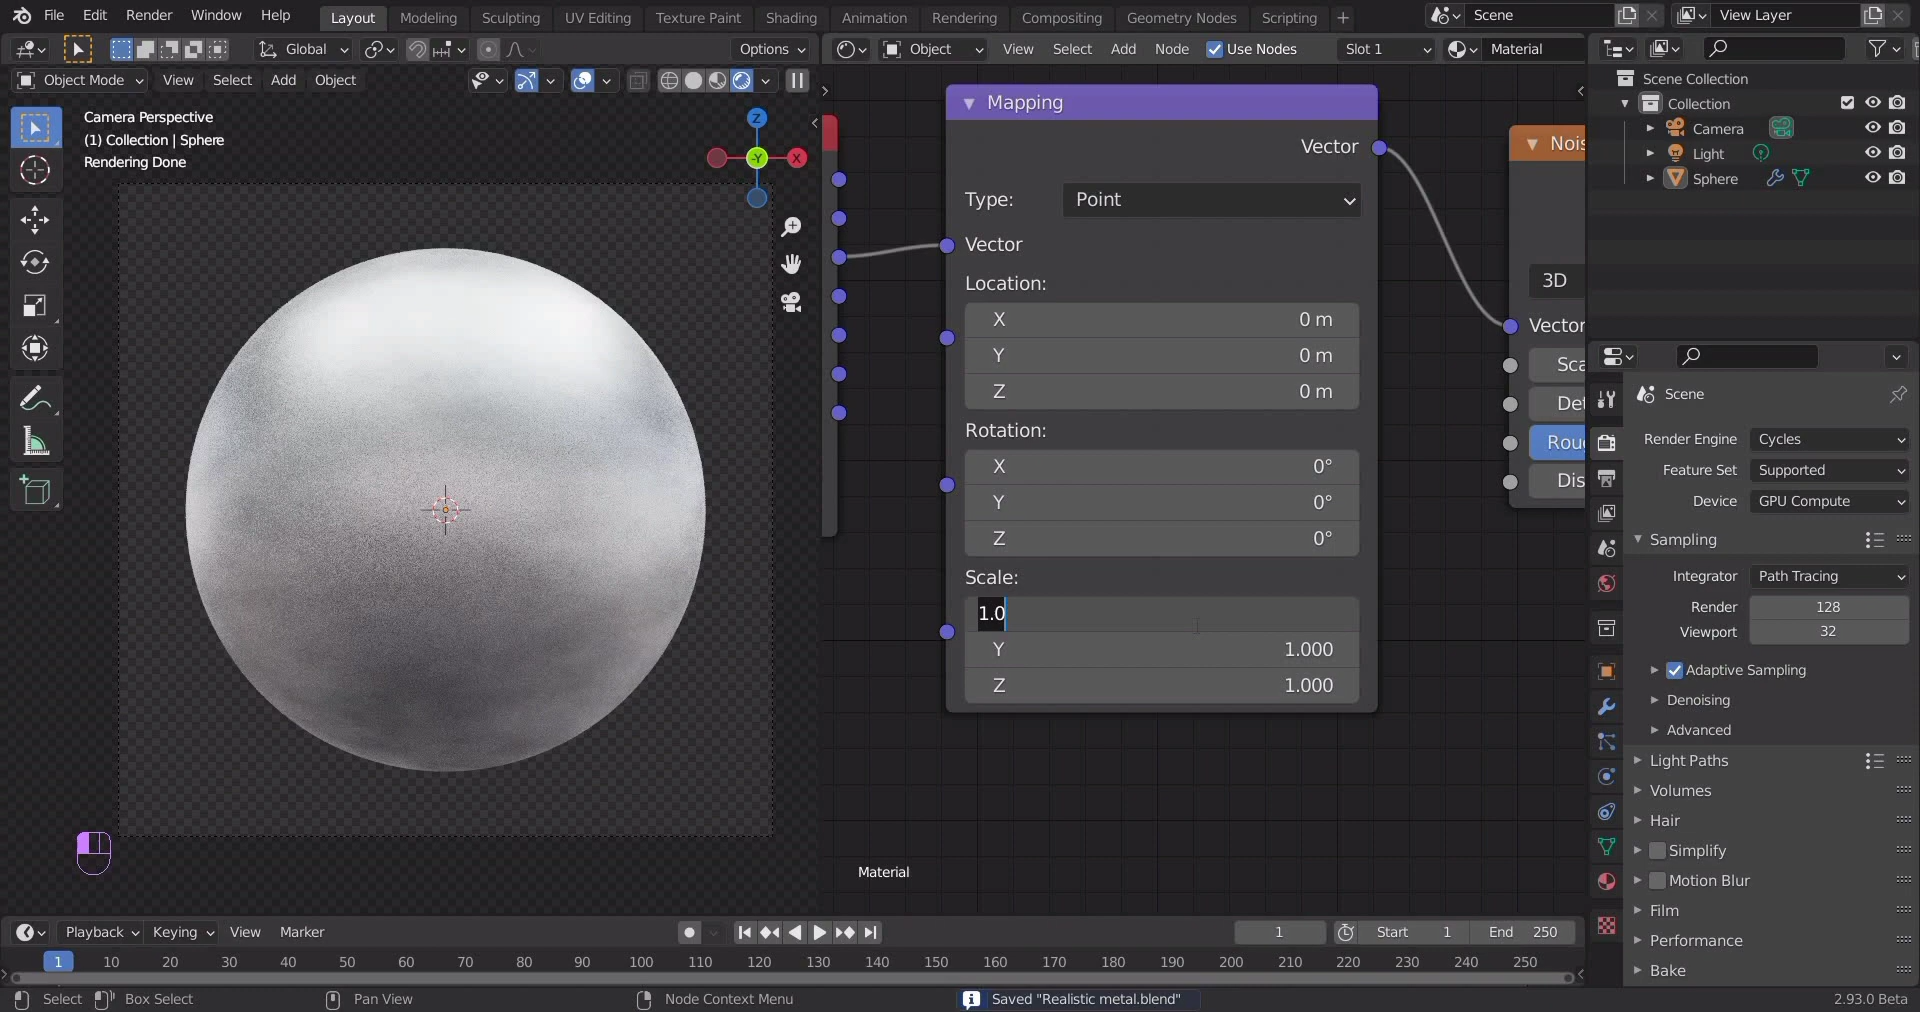 File Edit Render Window Help Layout Modeling Sculpting UV Editing Texture Paint Shading Animation Rendering Compositing Geometry Nodes Scripting + Scene View Layer
Global Options Object View Select Add Node Use Nodes Slot 1 Material
Object Mode View Select Add Object
Camera Perspective
(1) Collection | Sphere
Rendering Done
Z
-Y
X
Mapping
Vector
Type: Point
Vector
Location:
X 0 m
Y 0 m
Z 0 m
Rotation:
X 0°
Y 0°
Z 0°
Scale:
1.0
Y 1.000
Z 1.000
Nois
3D
Vector
Sca
Det
Roug
Dis
Material
Scene Collection
Collection
Camera
Light
Sphere
Scene
Render Engine Cycles
Feature Set Supported
Device GPU Compute
Sampling
Integrator Path Tracing
Render 128
Viewport 32
Adaptive Sampling
Denoising
Advanced
Light Paths
Volumes
Hair
Simplify
Motion Blur
Film
Performance
Bake
Playback Keying View Marker 1 Start 1 End 250
1 10 20 30 40 50 60 70 80 90 100 110 120 130 140 150 160 170 180 190 200 210 220 230 240 250
Select Box Select Pan View Node Context Menu Saved "Realistic metal.blend" 2.93.0 Beta